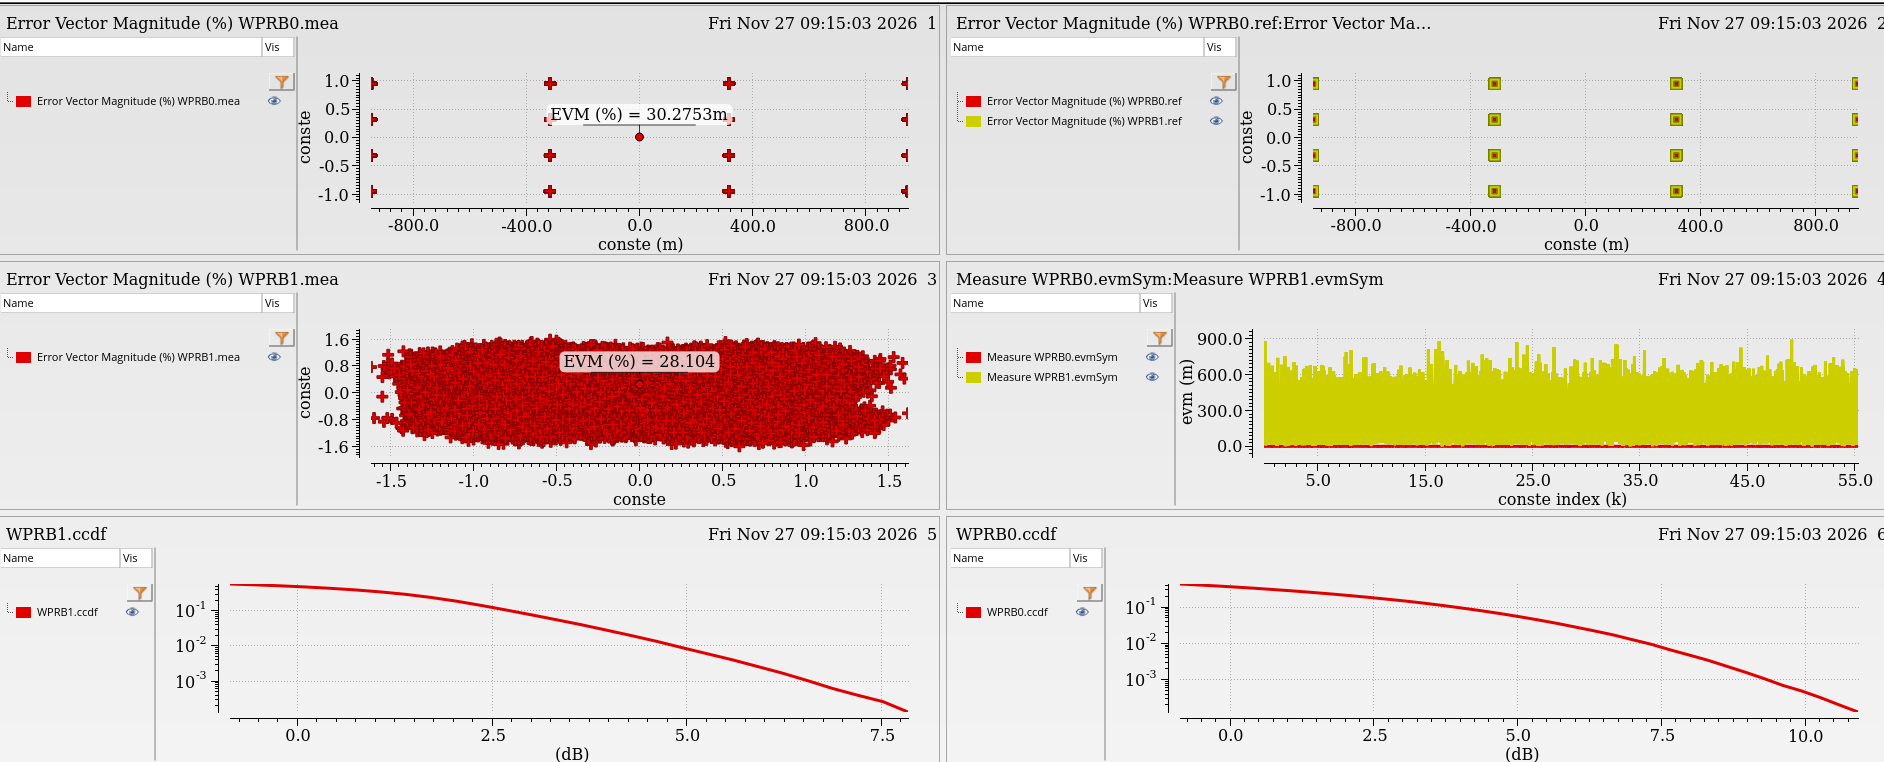 Error Vector Magnitude (%) WPRB0.mea Fri Nov 27 09:15:03 2026 1
Name Vis
Error Vector Magnitude (%) WPRB0.mea
conste
1.0
0.5
0.0
-0.5
-1.0
EVM (%) = 30.2753m
-800.0 -400.0 0.0 400.0 800.0
conste (m)
Error Vector Magnitude (%) WPRB0.ref:Error Vector Ma... Fri Nov 27 09:15:03 2026 2
Name Vis
Error Vector Magnitude (%) WPRB0.ref
Error Vector Magnitude (%) WPRB1.ref
conste
1.0
0.5
0.0
-0.5
-1.0
-800.0 -400.0 0.0 400.0 800.0
conste (m)
Error Vector Magnitude (%) WPRB1.mea Fri Nov 27 09:15:03 2026 3
Name Vis
Error Vector Magnitude (%) WPRB1.mea
conste
1.6
0.8
0.0
-0.8
-1.6
EVM (%) = 28.104
-1.5 -1.0 -0.5 0.0 0.5 1.0 1.5
conste
Measure WPRB0.evmSym:Measure WPRB1.evmSym Fri Nov 27 09:15:03 2026 4
Name Vis
Measure WPRB0.evmSym
Measure WPRB1.evmSym
evm (m)
900.0
600.0
300.0
0.0
5.0 15.0 25.0 35.0 45.0 55.0
conste index (k)
WPRB1.ccdf Fri Nov 27 09:15:03 2026 5
Name Vis
WPRB1.ccdf
10-1
10-2
10-3
0.0 2.5 5.0 7.5
(dB)
WPRB0.ccdf Fri Nov 27 09:15:03 2026 6
Name Vis
WPRB0.ccdf
10-1
10-2
10-3
0.0 2.5 5.0 7.5 10.0
(dB)